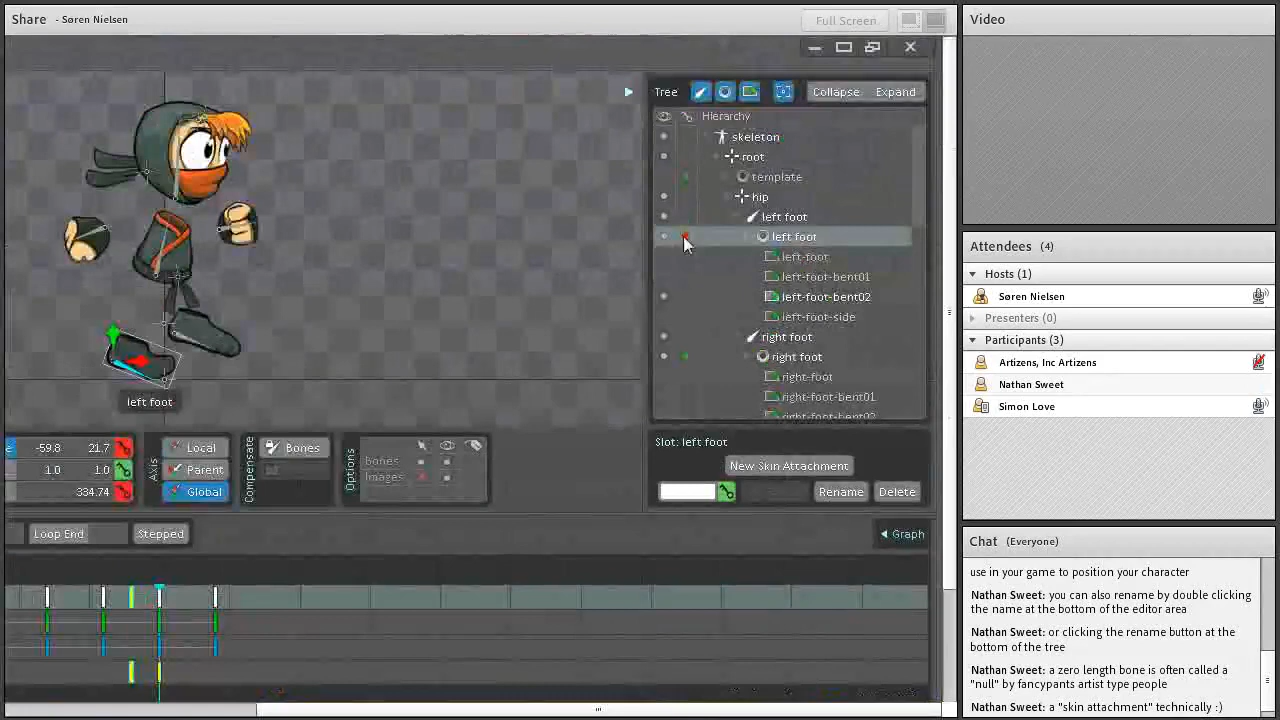 Share - Søren Nielsen
Full Screen
Video
Tree
Collapse
Expand
Hierarchy
skeleton
root
template
hip
left foot
left foot
left-foot
left-foot-bent01
left-foot-bent02
left-foot-side
right foot
right foot
right-foot
right-foot-bent01
right-foot-bent02
left foot
Attendees (4)
Hosts (1)
Søren Nielsen
Presenters (0)
Participants (3)
Artizens, Inc Artizens
Nathan Sweet
Simon Love
-59.8 21.7
1.0 1.0
334.74
Axis
Local
Parent
Global
Compensate
Bones
Options
bones
images
Slot: left foot
New Skin Attachment
Rename
Delete
Loop End
Stepped
Graph
Chat (Everyone)
use in your game to position your character
Nathan Sweet: you can also rename by double clicking
the name at the bottom of the editor area
Nathan Sweet: or clicking the rename button at the
bottom of the tree
Nathan Sweet: a zero length bone is often called a
"null" by fancypants artist type people
Nathan Sweet: a "skin attachment" technically :)